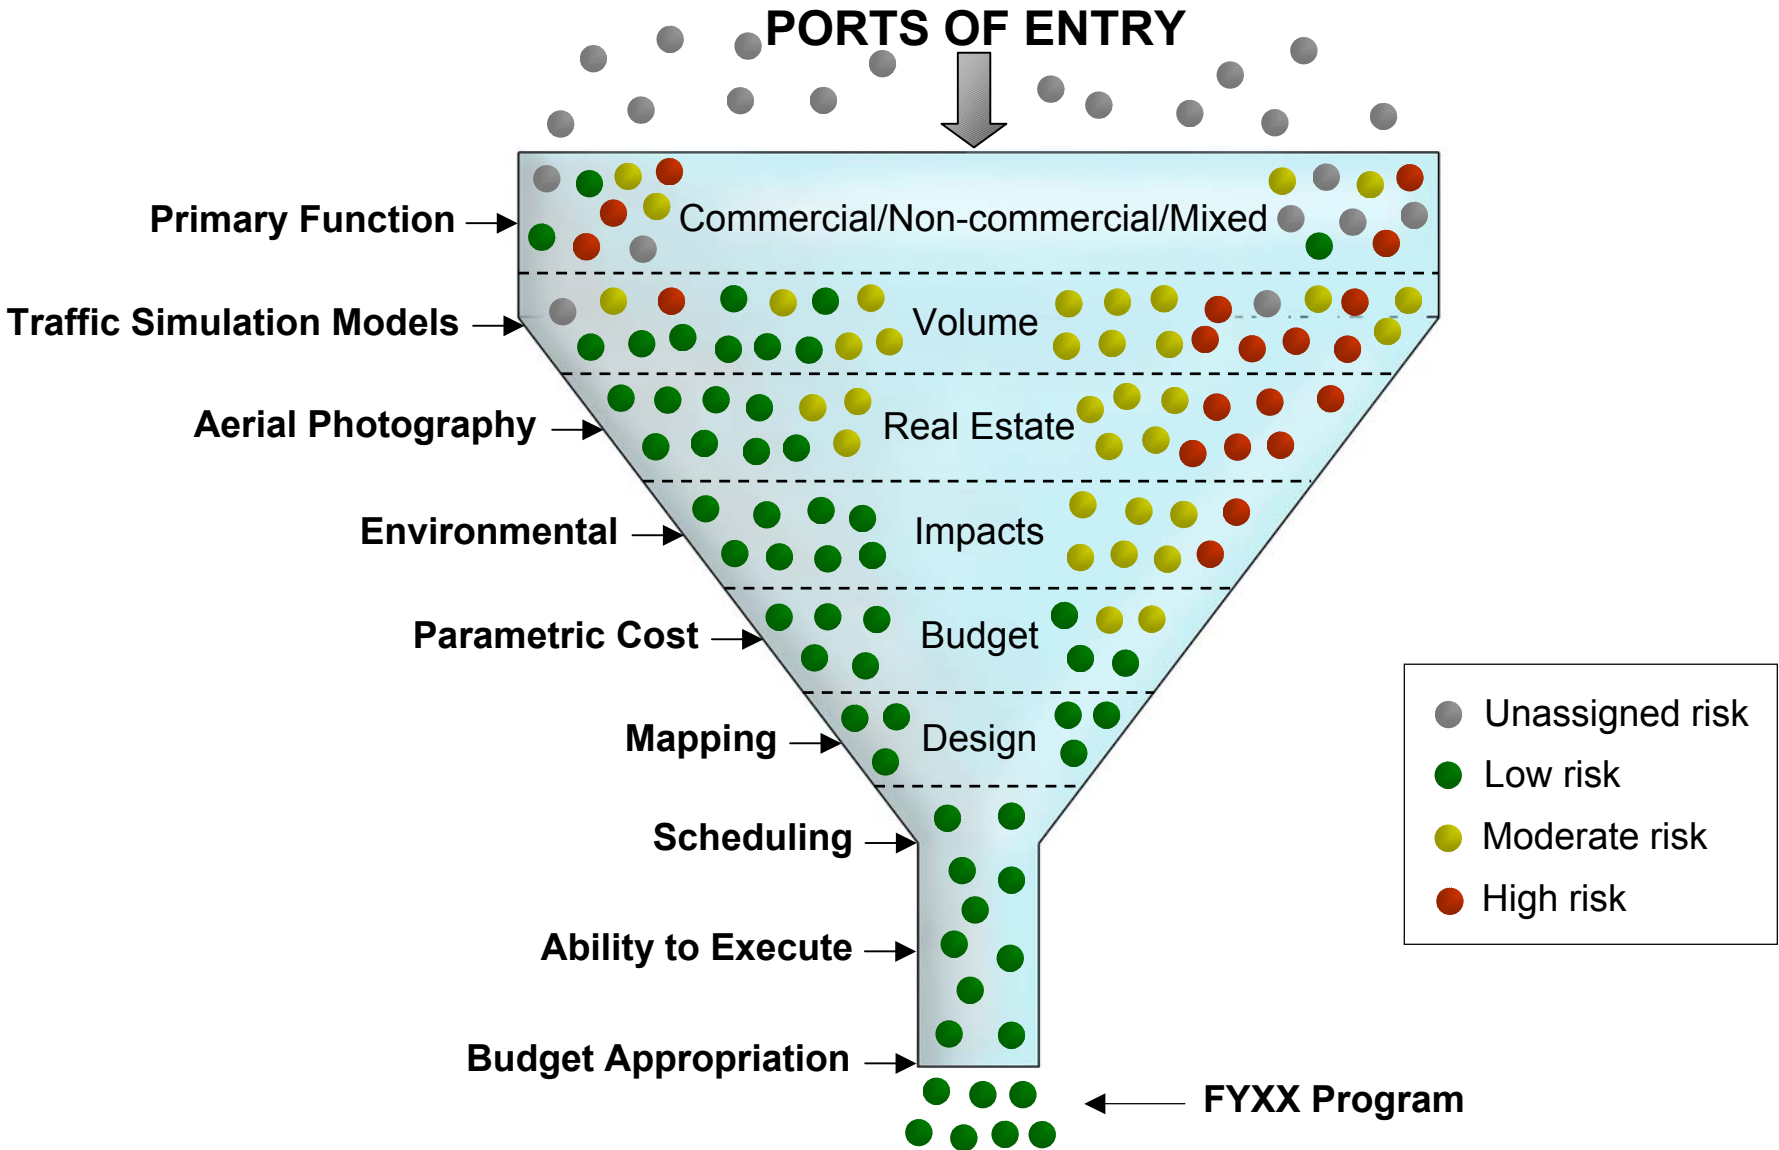 PORTS OF ENTRY
Primary Function
Commercial/Non-commercial/Mixed
Traffic Simulation Models
Volume
Aerial Photography
Real Estate
Environmental
Impacts
Parametric Cost
Budget
Mapping
Design
Scheduling
Ability to Execute
Budget Appropriation
FYXX Program
Unassigned risk
Low risk
Moderate risk
High risk